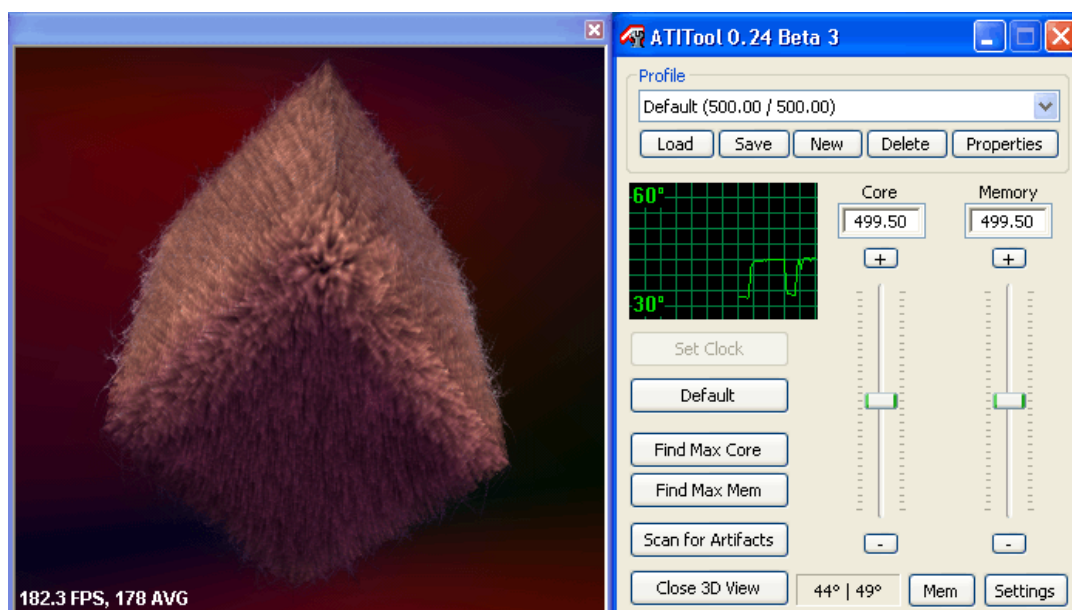 ATITool 0.24 Beta 3
Profile
Default (500.00 / 500.00)
Load Save New Delete Properties
60°
30°
Core Memory
499.50 499.50
+ +
Set Clock
Default
Find Max Core
Find Max Mem
Scan for Artifacts
- -
Close 3D View 44° | 49° Mem Settings
182.3 FPS, 178 AVG